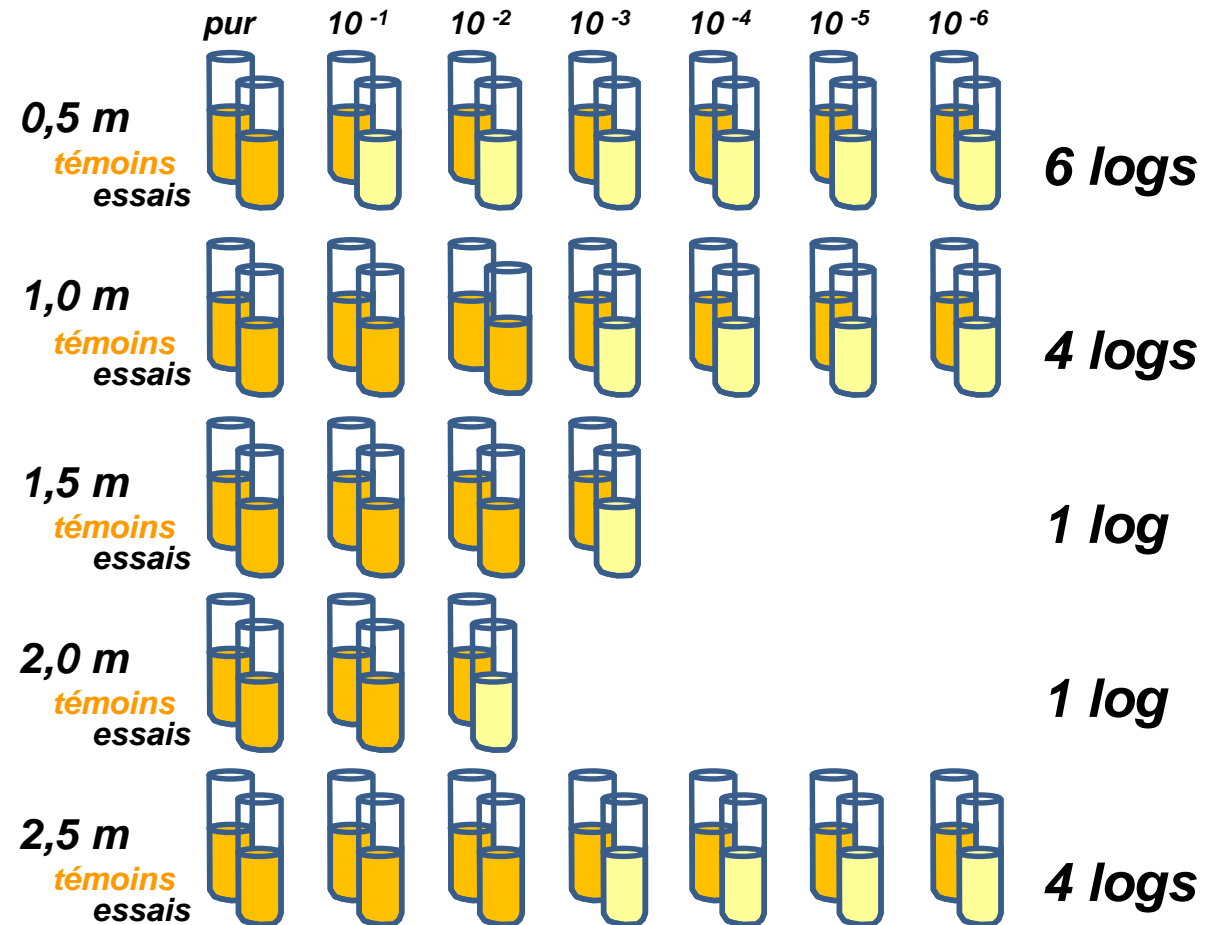 pur 10 -1 10 -2 10 -3 10 -4 10 -5 10 -6
0,5 m
témoins
essais
6 logs
1,0 m
témoins
essais
4 logs
1,5 m
témoins
essais
1 log
2,0 m
témoins
essais
1 log
2,5 m
témoins
essais
4 logs